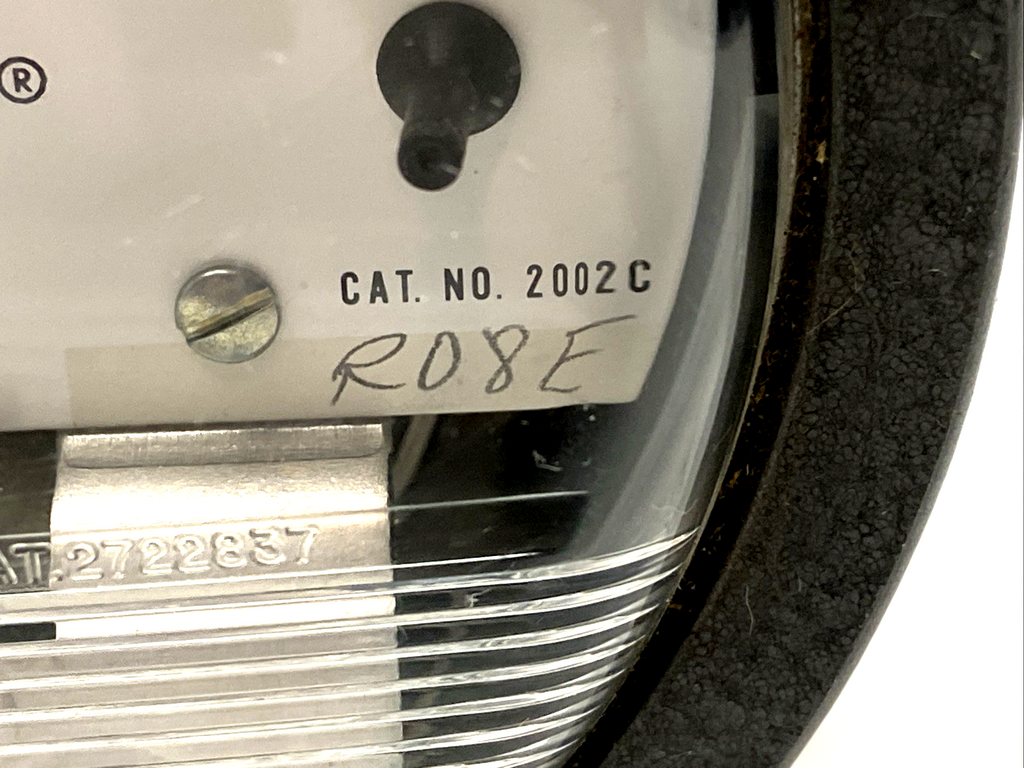 ®
CAT. NO. 2002C
R08E
AT.2722837